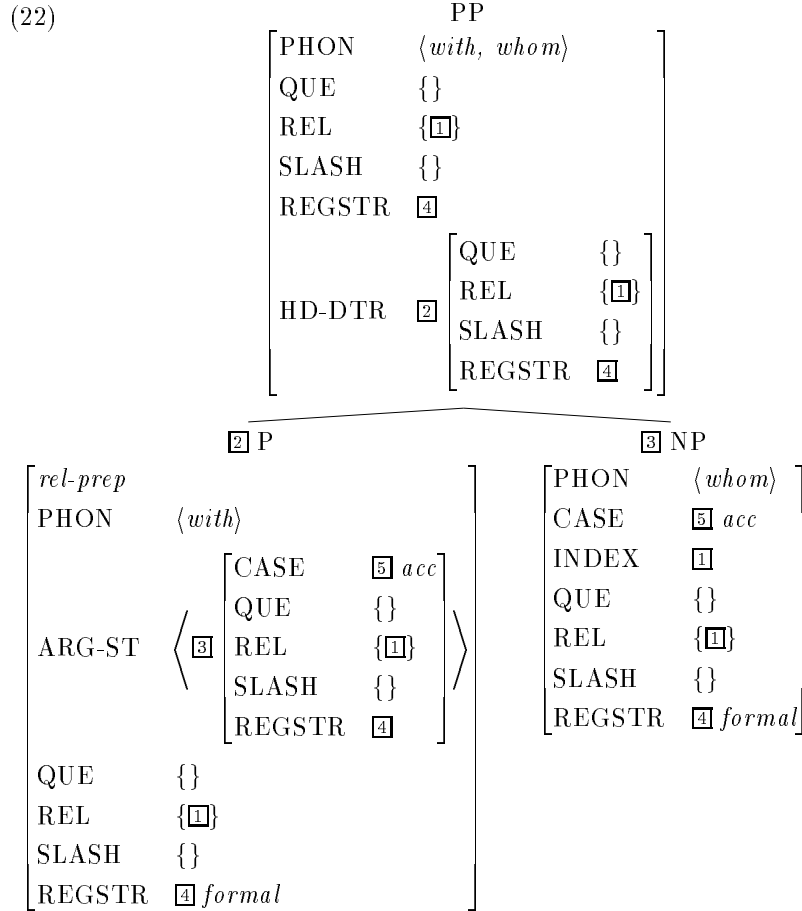 (22)
PP
PHON ⟨with, whom⟩
QUE {}
REL {1}
SLASH {}
REGSTR 4
HD-DTR 2
QUE {}
REL {1}
SLASH {}
REGSTR 4
2 P
rel-prep
PHON ⟨with⟩
ARG-ST ⟨ 3
CASE 5 acc
QUE {}
REL {1}
SLASH {}
REGSTR 4
⟩
QUE {}
REL {1}
SLASH {}
REGSTR 4 formal
3 NP
PHON ⟨whom⟩
CASE 5 acc
INDEX 1
QUE {}
REL {1}
SLASH {}
REGSTR 4 formal